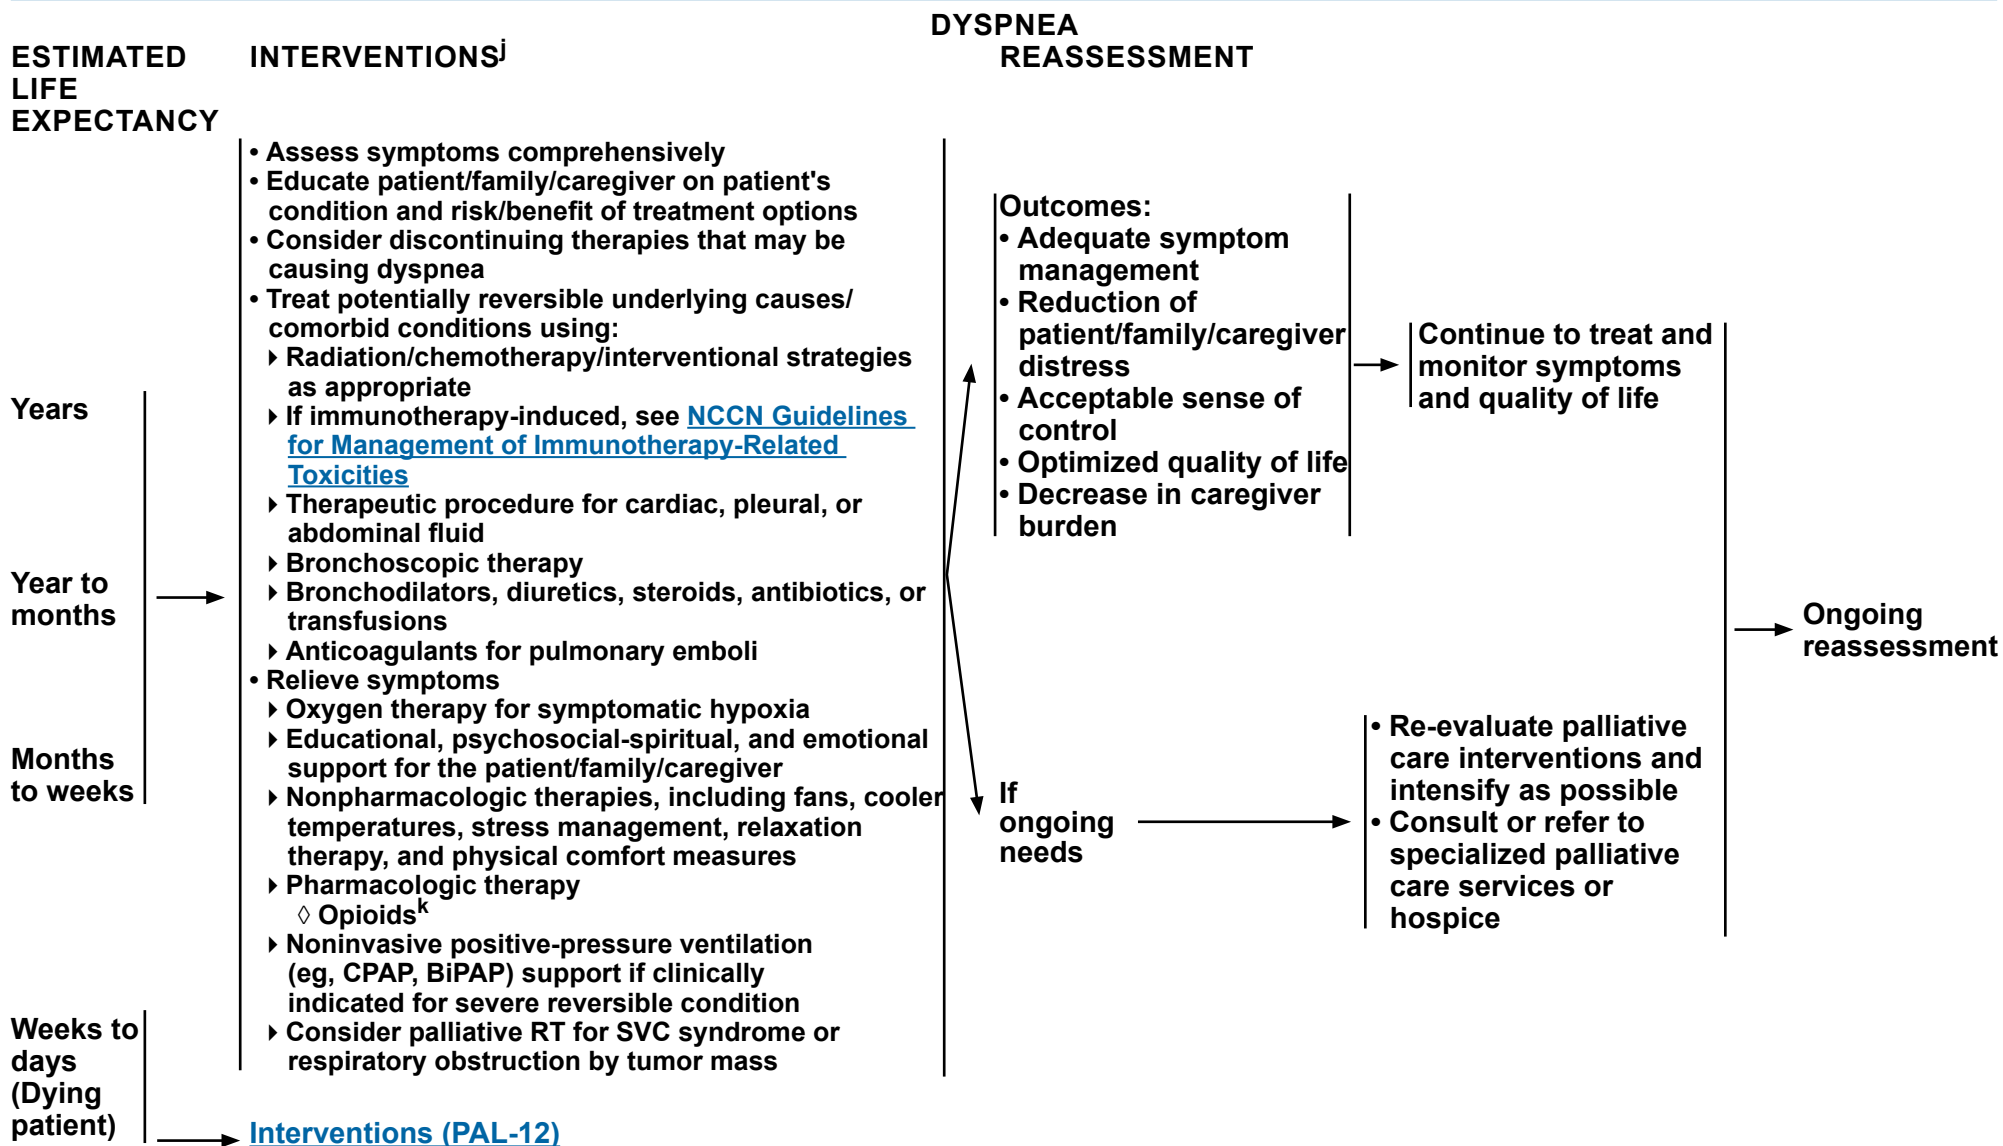 DYSPNEA
ESTIMATED
LIFE
EXPECTANCY
INTERVENTIONSʲ
REASSESSMENT
Years
Year to
months
Months
to weeks
• Assess symptoms comprehensively
• Educate patient/family/caregiver on patient's
condition and risk/benefit of treatment options
• Consider discontinuing therapies that may be
causing dyspnea
• Treat potentially reversible underlying causes/
comorbid conditions using:
▸ Radiation/chemotherapy/interventional strategies
as appropriate
▸ If immunotherapy-induced, see NCCN Guidelines
for Management of Immunotherapy-Related
Toxicities
▸ Therapeutic procedure for cardiac, pleural, or
abdominal fluid
▸ Bronchoscopic therapy
▸ Bronchodilators, diuretics, steroids, antibiotics, or
transfusions
▸ Anticoagulants for pulmonary emboli
• Relieve symptoms
▸ Oxygen therapy for symptomatic hypoxia
▸ Educational, psychosocial-spiritual, and emotional
support for the patient/family/caregiver
▸ Nonpharmacologic therapies, including fans, cooler
temperatures, stress management, relaxation
therapy, and physical comfort measures
▸ Pharmacologic therapy
◊ Opioidsᵏ
▸ Noninvasive positive-pressure ventilation
(eg, CPAP, BiPAP) support if clinically
indicated for severe reversible condition
▸ Consider palliative RT for SVC syndrome or
respiratory obstruction by tumor mass
Outcomes:
• Adequate symptom
management
• Reduction of
patient/family/caregiver
distress
• Acceptable sense of
control
• Optimized quality of life
• Decrease in caregiver
burden
Continue to treat and
monitor symptoms
and quality of life
If
ongoing
needs
• Re-evaluate palliative
care interventions and
intensify as possible
• Consult or refer to
specialized palliative
care services or
hospice
Ongoing
reassessment
Weeks to
days
(Dying
patient)
Interventions (PAL-12)